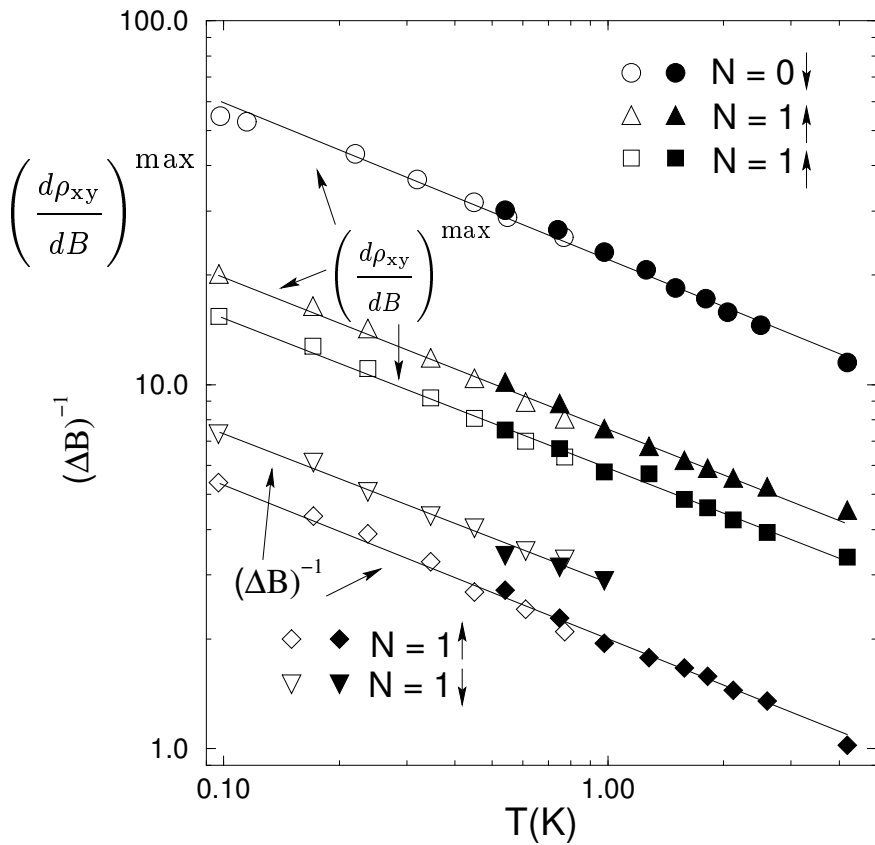 100.0
N = 0↓
N = 1↑
N = 1↑
(dρxy/dB)max
(dρxy/dB)max
10.0
(ΔB)-1
(ΔB)-1
N = 1↑
N = 1↓
1.0
0.10
1.00
T(K)